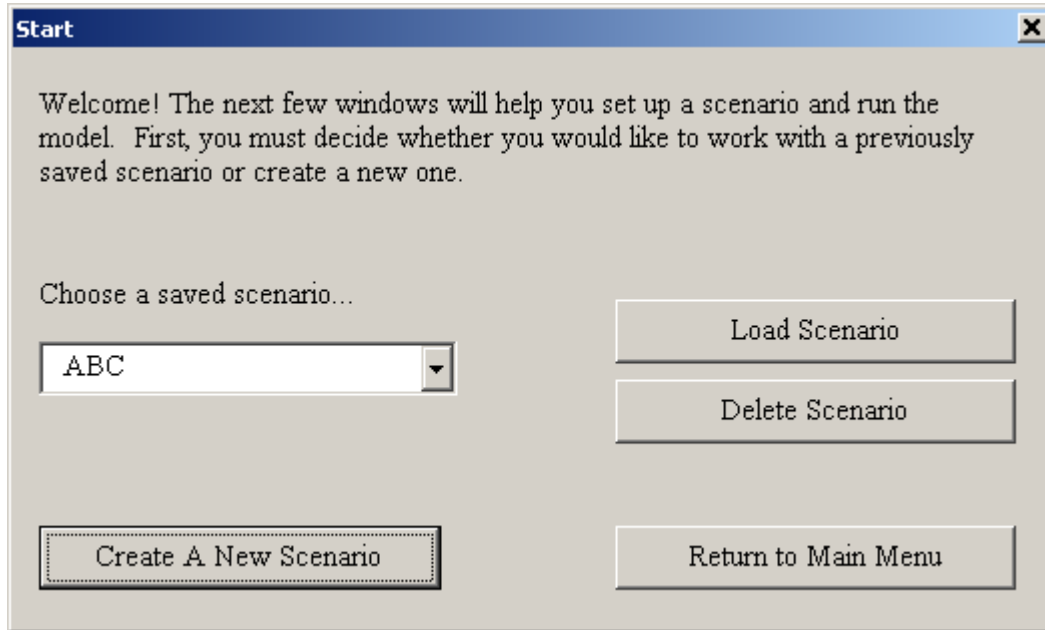 Start
Welcome! The next few windows will help you set up a scenario and run the
model.  First, you must decide whether you would like to work with a previously
saved scenario or create a new one.
Choose a saved scenario...
ABC
Load Scenario
Delete Scenario
Create A New Scenario
Return to Main Menu